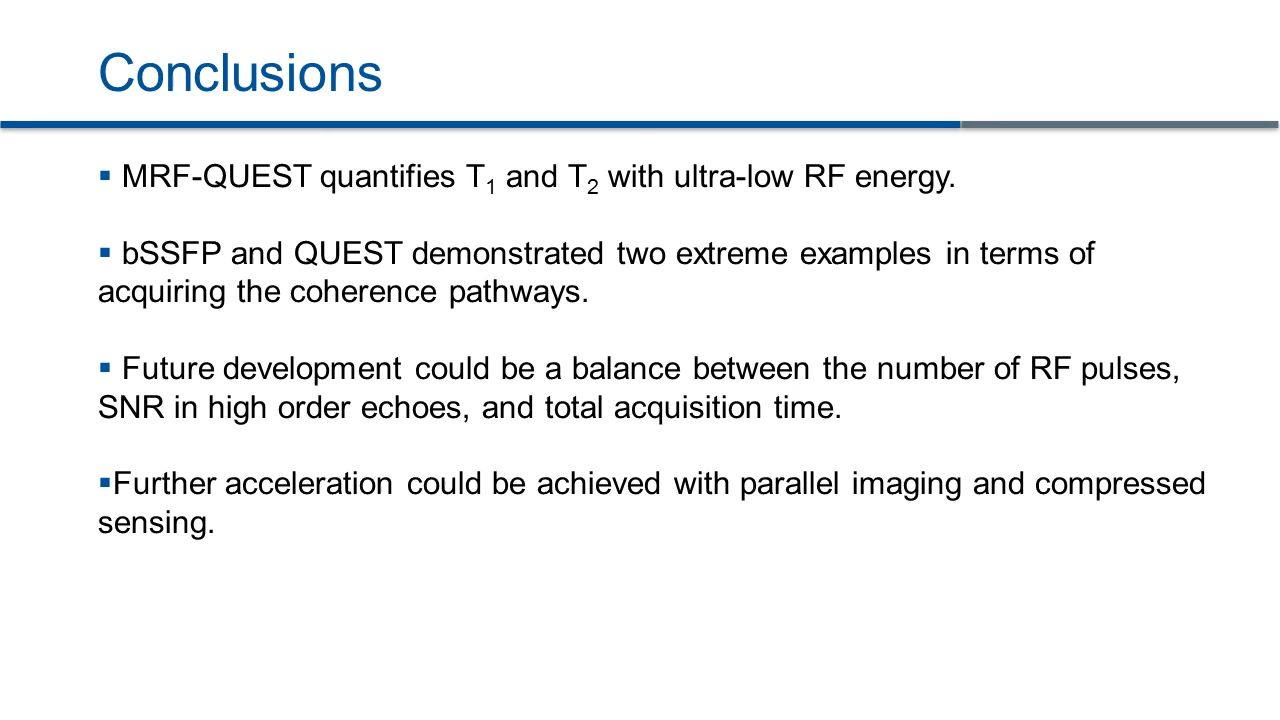 Conclusions
▪ MRF-QUEST quantifies T₁ and T₂ with ultra-low RF energy.
▪ bSSFP and QUEST demonstrated two extreme examples in terms of
acquiring the coherence pathways.
▪ Future development could be a balance between the number of RF pulses,
SNR in high order echoes, and total acquisition time.
▪Further acceleration could be achieved with parallel imaging and compressed
sensing.